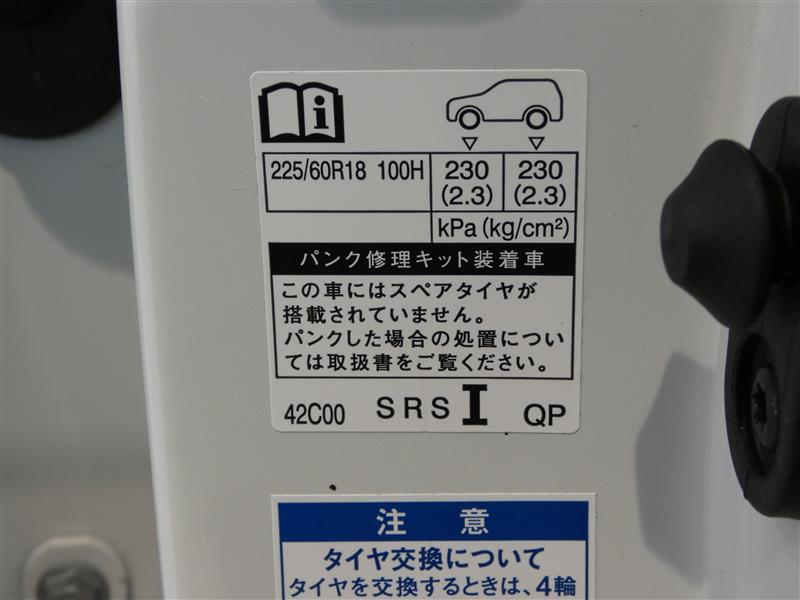 225/60R18 100H 230 230
(2.3) (2.3)
kPa (kg/cm²)
パンク修理キット装着車
この車にはスペアタイヤが
搭載されていません。
パンクした場合の処置につい
ては取扱書をご覧ください。
42C00 SRS I QP
注 意
タイヤ交換について
タイヤを交換するときは、4輪